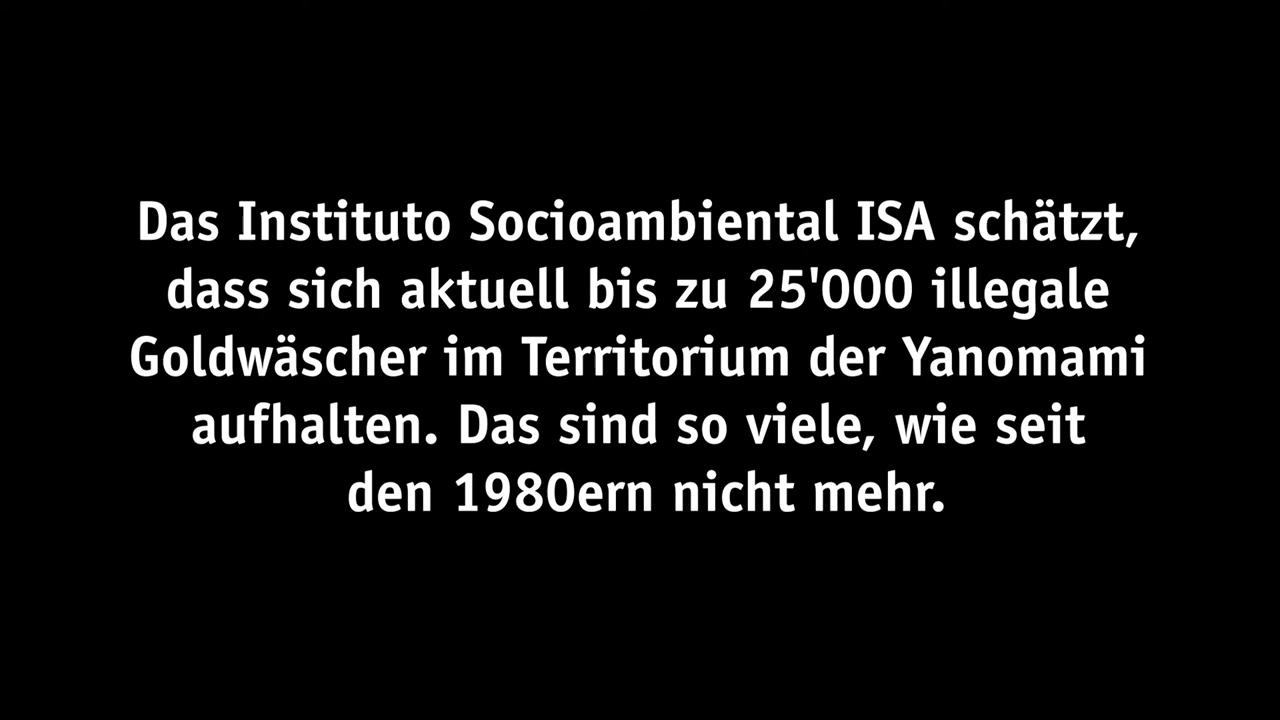 Das Instituto Socioambiental ISA schätzt,
dass sich aktuell bis zu 25'000 illegale
Goldwäscher im Territorium der Yanomami
aufhalten. Das sind so viele, wie seit
den 1980ern nicht mehr.